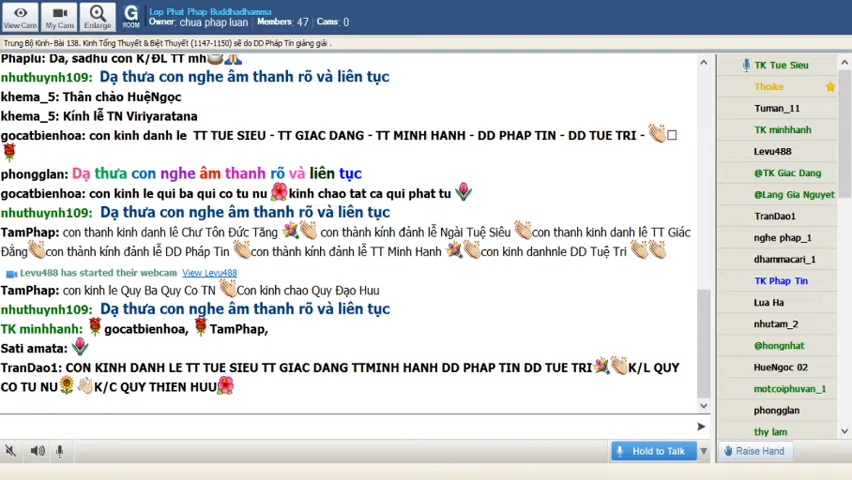 View Cam
My Cam
Enlarge
G
ROOM
Lop Phat Phap Buddhadhamma
Owner: chua phap luan Members: 47 Cams: 0
Trung Bộ Kinh- Bài 138. Kinh Tổng Thuyết & Biệt Thuyết (1147-1150) sẽ do DD Pháp Tín giảng giải .
Phaplu: Da, sadhu con K/ĐL TT mh
nhuthuynh109: Dạ thưa con nghe âm thanh rõ và liên tục
khema_5: Thân chào HuệNgọc
khema_5: Kính lễ TN Viriyaratana
gocatbienhoa: con kinh danh le TT TUE SIEU - TT GIAC DANG - TT MINH HANH - DD PHAP TIN - DD TUE TRI -
phongglan: Dạ thưa con nghe âm thanh rõ và liên tục
gocatbienhoa: con kinh le qui ba qui co tu nu kinh chao tat ca qui phat tu
nhuthuynh109: Dạ thưa con nghe âm thanh rõ và liên tục
TamPhap: con thanh kinh danh lê Chư Tôn Đức Tăng con thành kính đảnh lễ Ngài Tuệ Siêu con thanh kinh danh lê TT Giác
Đẳng con thành kính đảnh lễ DD Pháp Tín con thành kính đảnh lễ TT Minh Hanh con kinh danhnle DD Tuệ Tri
Levu488 has started their webcam View Levu488
TamPhap: con kinh le Quy Ba Quy Co TN Con kinh chao Quy Đạo Huu
nhuthuynh109: Dạ thưa con nghe âm thanh rõ và liên tục
TK minhhanh: gocatbienhoa, TamPhap,
Sati amata:
TranDao1: CON KINH DANH LE TT TUE SIEU TT GIAC DANG TTMINH HANH DD PHAP TIN DD TUE TRI K/L QUY
CO TU NU K/C QUY THIEN HUU
Hold to Talk
TK Tue Sieu
Thoike
Tuman_11
TK minhhanh
Levu488
@TK Giac Dang
@Lang Gia Nguyet
TranDao1
nghe phap_1
dhammacari_1
TK Phap Tin
Lua Ha
nhutam_2
@hongnhat
HueNgoc 02
motcoiphuvan_1
phongglan
thy lam
Raise Hand